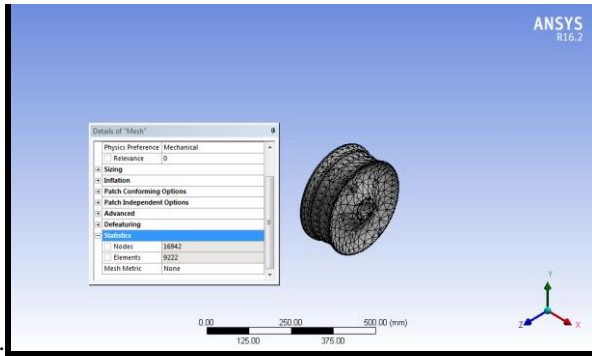 ANSYS
R16.2
Details of "Mesh"
Physics Preference Mechanical
Relevance 0
Sizing
Inflation
Patch Conforming Options
Patch Independent Options
Advanced
Defeaturing
Statistics
Nodes 16942
Elements 9222
Mesh Metric None
0.00 250.00 500.00 (mm)
125.00 375.00
Y
Z X
.